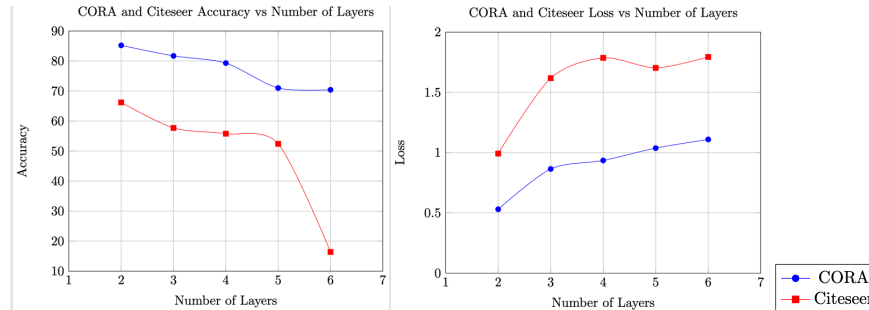 CORA and Citeseer Accuracy vs Number of Layers
90
80
70
60
50
40
30
20
10
Accuracy
1 2 3 4 5 6 7
Number of Layers
CORA and Citeseer Loss vs Number of Layers
2
1.5
1
0.5
0
Loss
1 2 3 4 5 6 7
Number of Layers
CORA
Citeseer